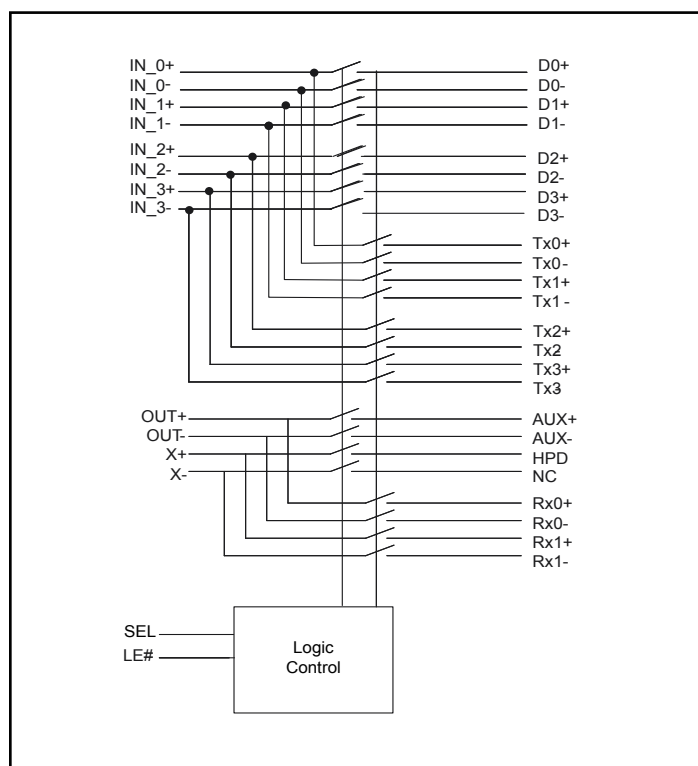 IN_0+ D0+
IN_0- D0-
IN_1+ D1+
IN_1- D1-
IN_2+ D2+
IN_2- D2-
IN_3+ D3+
IN_3- D3-
Tx0+
Tx0-
Tx1+
Tx1 -
Tx2+
Tx2
Tx3+
Tx3
OUT+ AUX+
OUT- AUX-
X+ HPD
X- NC
Rx0+
Rx0-
Rx1+
Rx1-
SEL
LE#
Logic
Control